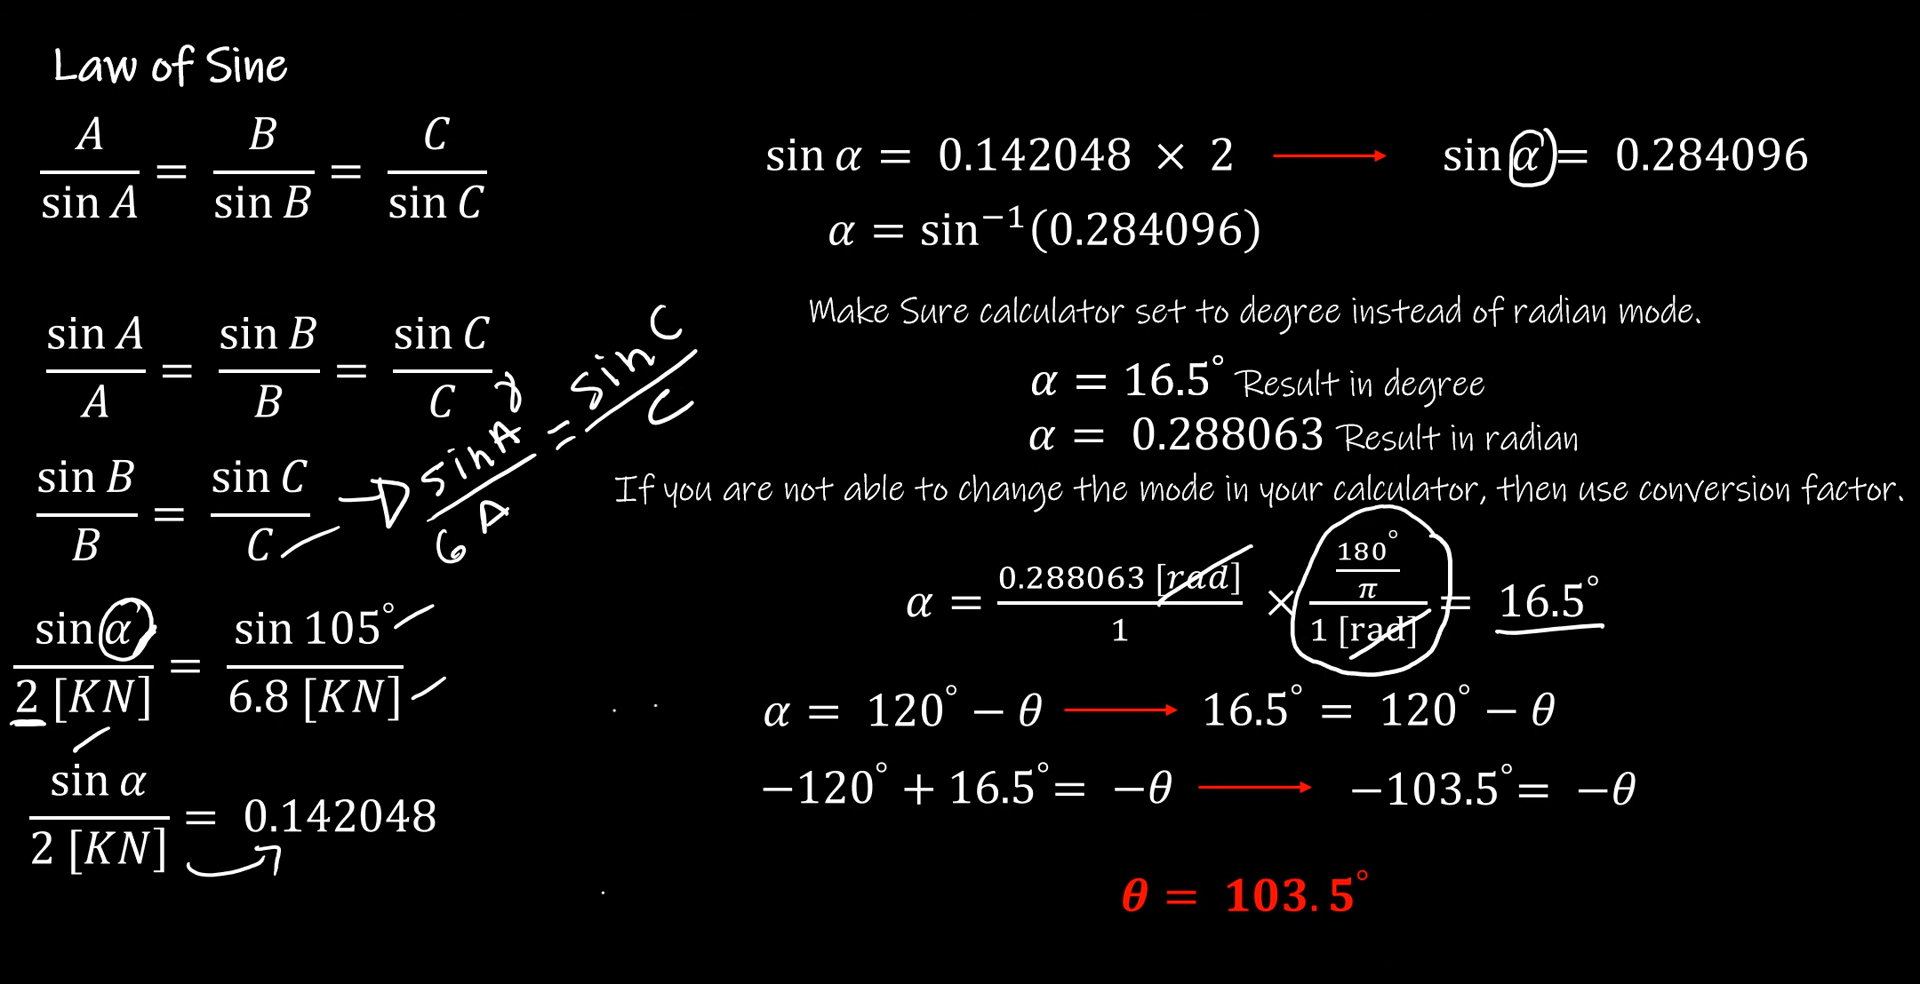 Law of Sine
A/sin A = B/sin B = C/sin C
sin A/A = sin B/B = sin C/C
sin B/B = sin C/C
sin A/A = sin C/C
sin α/2 [KN] = sin 105°/6.8 [KN]
sin α/2 [KN] = 0.142048
sin α = 0.142048 × 2 → sin α = 0.284096
α = sin⁻¹(0.284096)
Make Sure calculator set to degree instead of radian mode.
α = 16.5° Result in degree
α = 0.288063 Result in radian
If you are not able to change the mode in your calculator, then use conversion factor.
α = 0.288063 [rad]/1 × (180°/π)/1 [rad] = 16.5°
α = 120° − θ → 16.5° = 120° − θ
−120° + 16.5° = −θ → −103.5° = −θ
θ = 103.5°